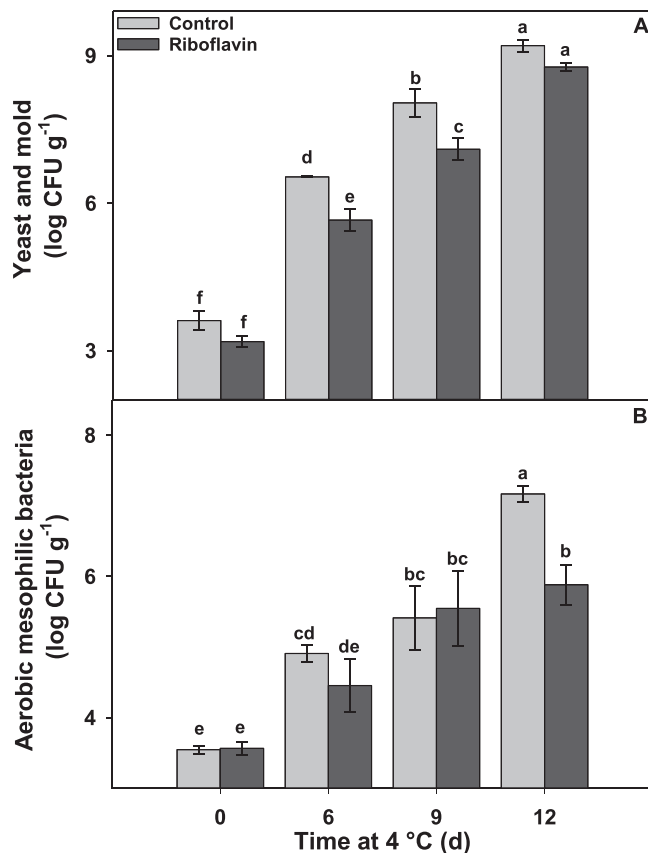 Control
Riboflavin
A
Yeast and mold
(log CFU g-1)
9
6
3
f f d e b c a a
B
Aerobic mesophilic bacteria
(log CFU g-1)
8
6
4
e e cd de bc bc a b
0 6 9 12
Time at 4 °C (d)